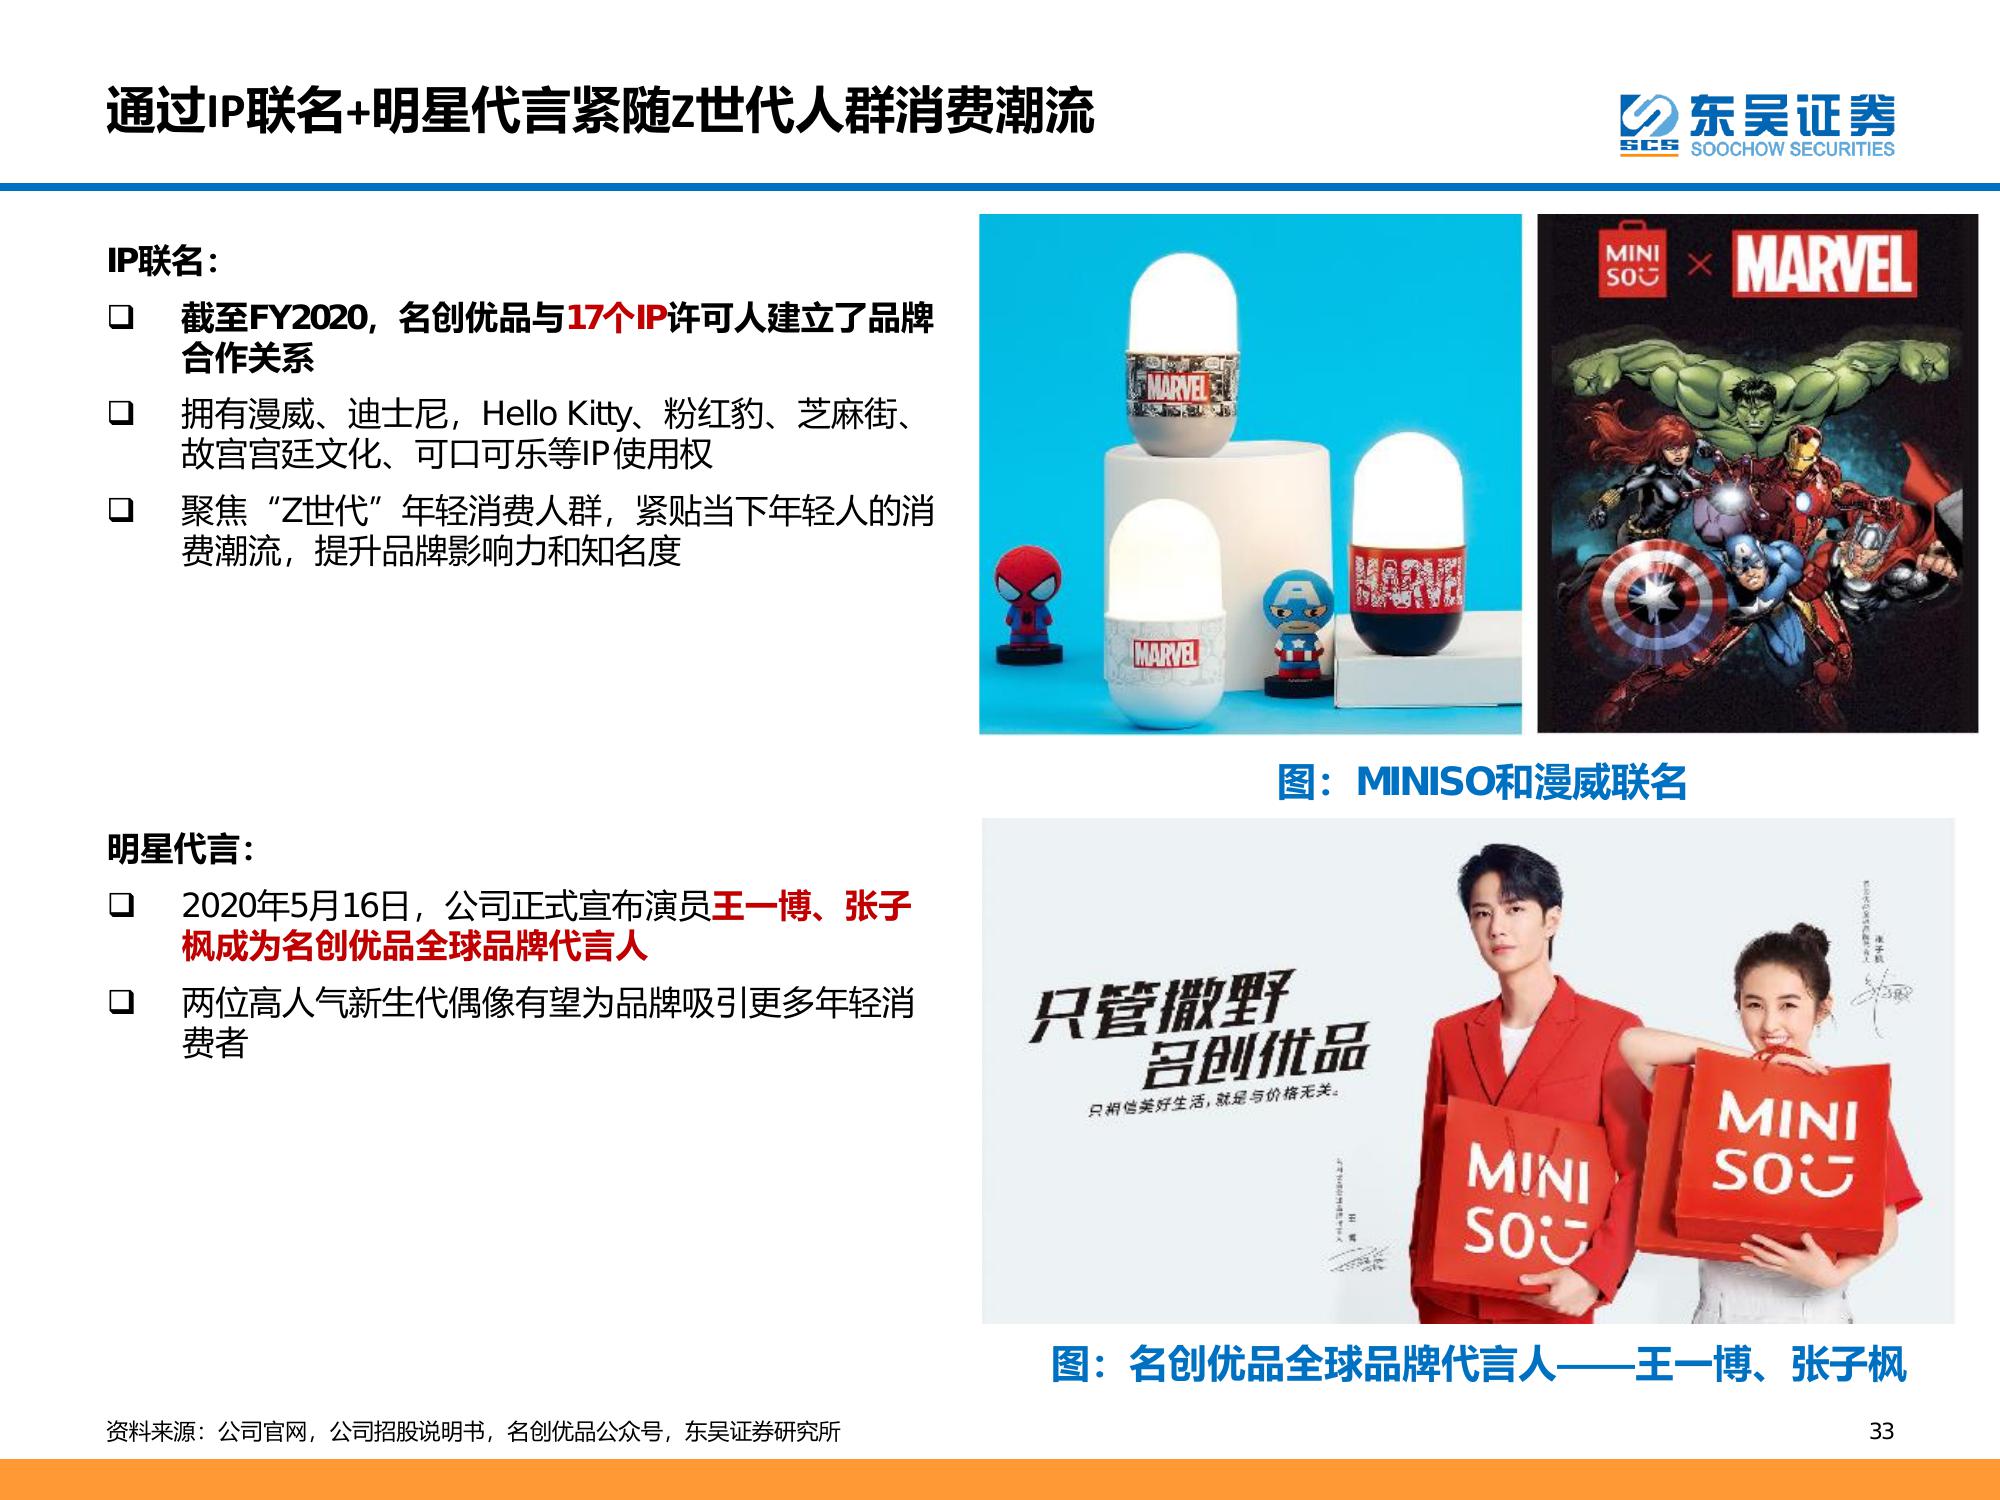 通过IP联名+明星代言紧随Z世代人群消费潮流
东吴证券
SCS
SOOCHOW SECURITIES
IP联名：
截至FY2020，名创优品与17个IP许可人建立了品牌
合作关系
拥有漫威、迪士尼，Hello Kitty、粉红豹、芝麻街、
故宫宫廷文化、可口可乐等IP使用权
聚焦“Z世代”年轻消费人群，紧贴当下年轻人的消
费潮流，提升品牌影响力和知名度
MARVEL
MARVEL
MARVEL
MINI
SO
×
MARVEL
图：MINISO和漫威联名
明星代言：
2020年5月16日，公司正式宣布演员王一博、张子
枫成为名创优品全球品牌代言人
两位高人气新生代偶像有望为品牌吸引更多年轻消
费者
只管撒野
名创优品
只相信美好生活，就是与价格无关。
张子枫
MINI
SO
MINI
SO
图：名创优品全球品牌代言人——王一博、张子枫
资料来源：公司官网，公司招股说明书，名创优品公众号，东吴证券研究所
33